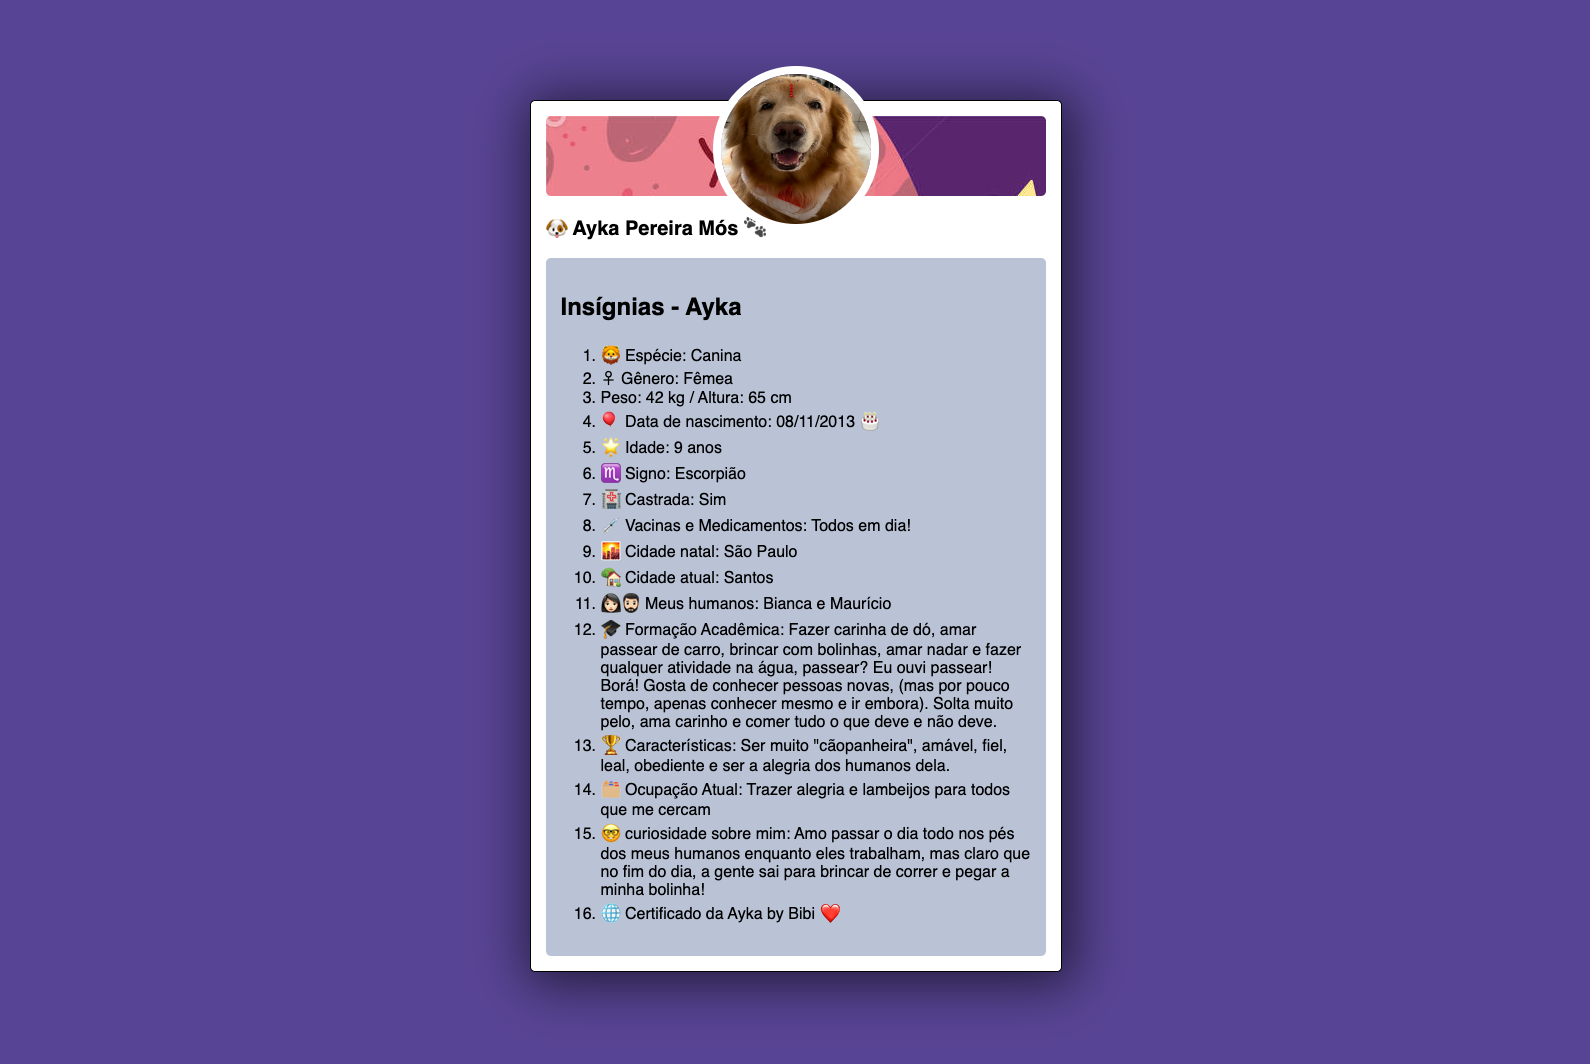 🐶 Ayka Pereira Mós 🐾
Insígnias - Ayka
1. 🦁 Espécie: Canina
2. ♀ Gênero: Fêmea
3. Peso: 42 kg / Altura: 65 cm
4. 🎈 Data de nascimento: 08/11/2013 🎂
5. 🌟 Idade: 9 anos
6. ♏ Signo: Escorpião
7. 🏥 Castrada: Sim
8. 💉 Vacinas e Medicamentos: Todos em dia!
9. 🌇 Cidade natal: São Paulo
10. 🏡 Cidade atual: Santos
11. 👩🏻🧔🏻 Meus humanos: Bianca e Maurício
12. 🎓 Formação Acadêmica: Fazer carinha de dó, amar
passear de carro, brincar com bolinhas, amar nadar e fazer
qualquer atividade na água, passear? Eu ouvi passear!
Borá! Gosta de conhecer pessoas novas, (mas por pouco
tempo, apenas conhecer mesmo e ir embora). Solta muito
pelo, ama carinho e comer tudo o que deve e não deve.
13. 🏆 Características: Ser muito "cãopanheira", amável, fiel,
leal, obediente e ser a alegria dos humanos dela.
14. 🗂️ Ocupação Atual: Trazer alegria e lambeijos para todos
que me cercam
15. 🤓 curiosidade sobre mim: Amo passar o dia todo nos pés
dos meus humanos enquanto eles trabalham, mas claro que
no fim do dia, a gente sai para brincar de correr e pegar a
minha bolinha!
16. 🌐 Certificado da Ayka by Bibi ❤️